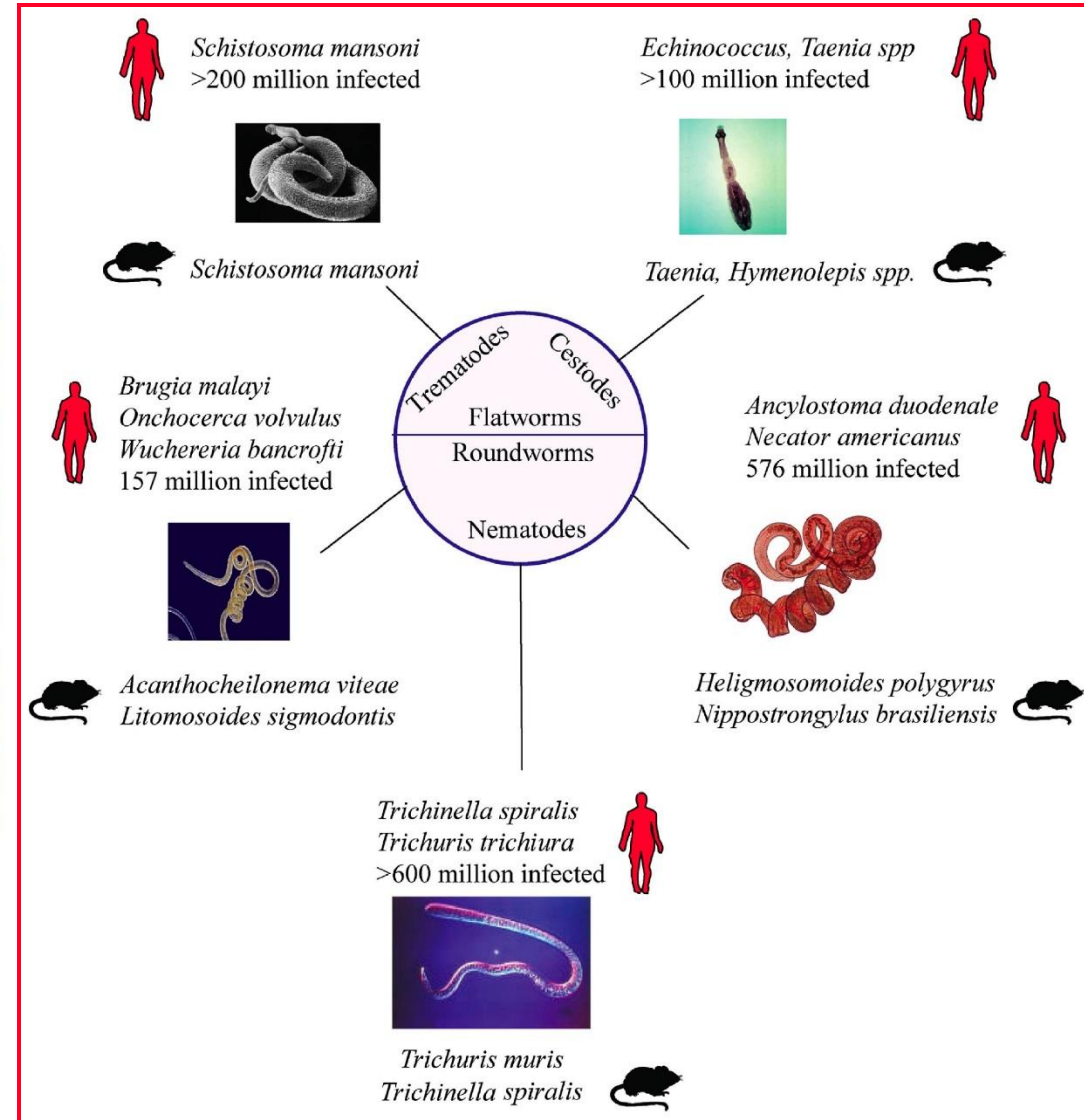 Schistosoma mansoni
>200 million infected
Schistosoma mansoni
Echinococcus, Taenia spp
>100 million infected
Taenia, Hymenolepis spp.
Trematodes
Cestodes
Flatworms
Roundworms
Nematodes
Brugia malayi
Onchocerca volvulus
Wuchereria bancrofti
157 million infected
Acanthocheilonema viteae
Litomosoides sigmodontis
Ancylostoma duodenale
Necator americanus
576 million infected
Heligmosomoides polygyrus
Nippostrongylus brasiliensis
Trichinella spiralis
Trichuris trichiura
>600 million infected
Trichuris muris
Trichinella spiralis